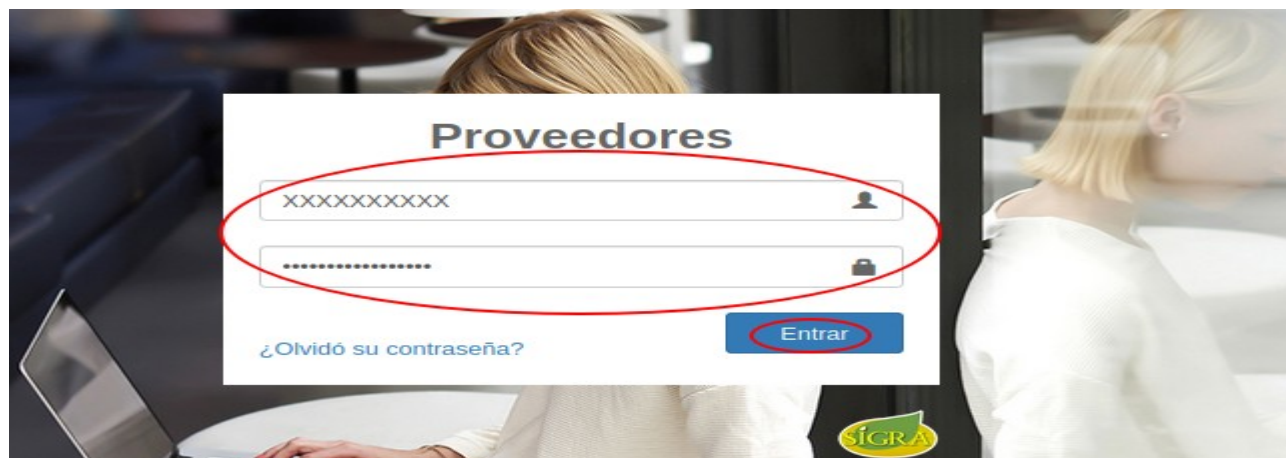 Proveedores
XXXXXXXXXX
•••••••••••••••••
¿Olvidó su contraseña?
Entrar
SIGRA